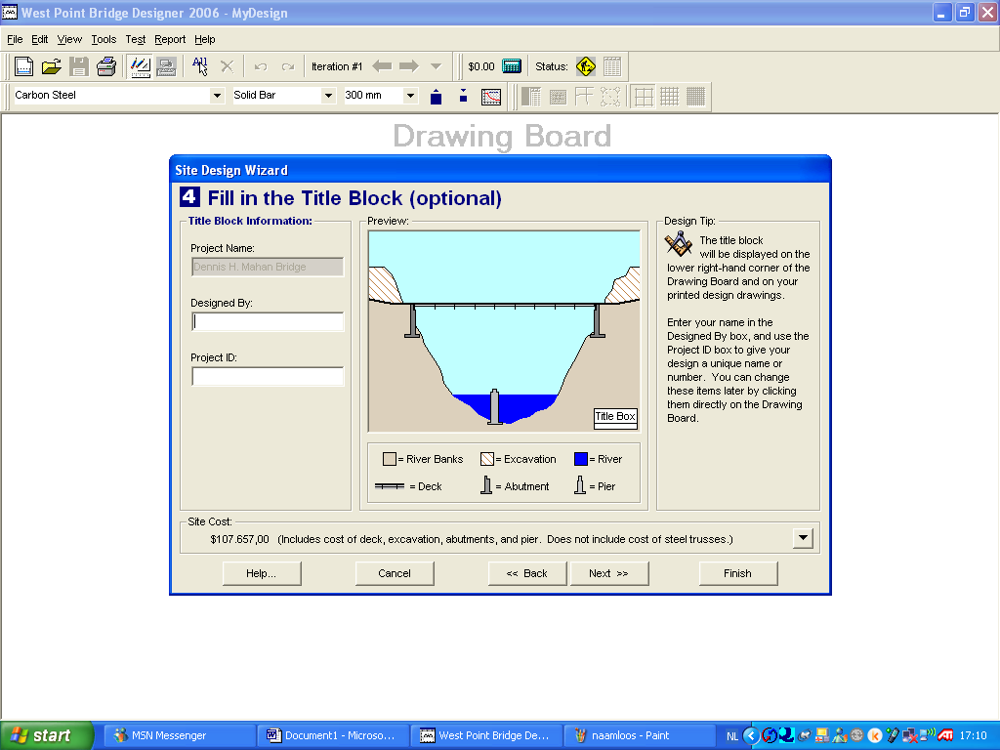 West Point Bridge Designer 2006 - MyDesign
File Edit View Tools Test Report Help
Iteration #1 $0.00 Status:
Carbon Steel Solid Bar 300 mm
Drawing Board
Site Design Wizard
4 Fill in the Title Block (optional)
Title Block Information:
Project Name:
Dennis H. Mahan Bridge
Designed By:
Project ID:
Preview:
Title Box
= River Banks = Excavation = River
= Deck = Abutment = Pier
Design Tip:
The title block
will be displayed on the
lower right-hand corner of the
Drawing Board and on your
printed design drawings.
Enter your name in the
Designed By box, and use the
Project ID box to give your
design a unique name or
number. You can change
these items later by clicking
them directly on the Drawing
Board.
Site Cost:
$107.657,00 (Includes cost of deck, excavation, abutments, and pier. Does not include cost of steel trusses.)
Help... Cancel << Back Next >> Finish
start MSN Messenger Document1 - Microso... West Point Bridge De... naamloos - Paint NL 17:10